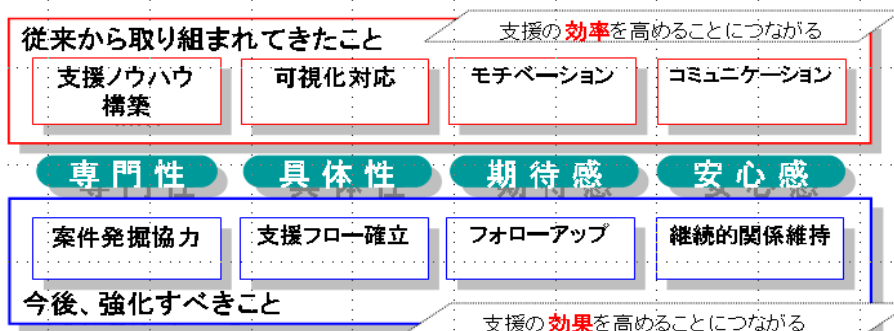 従来から取り組まれてきたこと
支援の効率を高めることにつながる
支援ノウハウ
構築
可視化対応
モチベーション
コミュニケーション
専門性
具体性
期待感
安心感
案件発掘協力
支援フロー確立
フォローアップ
継続的関係維持
今後、強化すべきこと
支援の効果を高めることにつながる